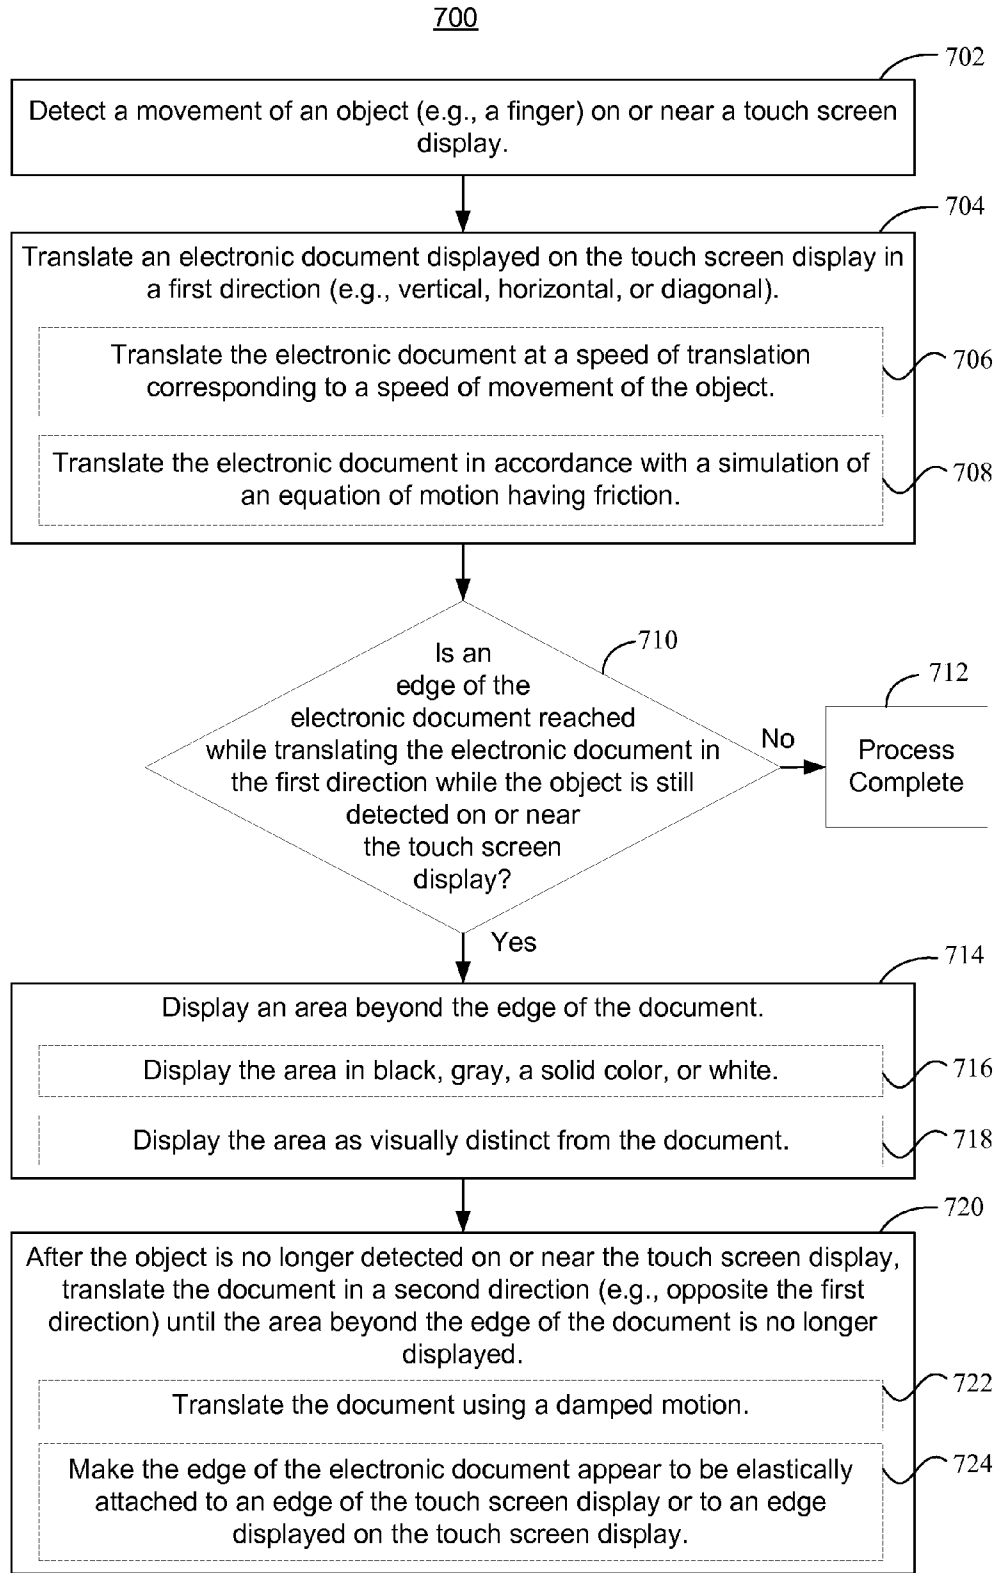 700
702
Detect a movement of an object (e.g., a finger) on or near a touch screen
display.
704
Translate an electronic document displayed on the touch screen display in
a first direction (e.g., vertical, horizontal, or diagonal).
Translate the electronic document at a speed of translation
corresponding to a speed of movement of the object.
706
Translate the electronic document in accordance with a simulation of
an equation of motion having friction.
708
710
Is an
edge of the
electronic document reached
while translating the electronic document in
the first direction while the object is still
detected on or near
the touch screen
display?
No
712
Process
Complete
Yes
714
Display an area beyond the edge of the document.
Display the area in black, gray, a solid color, or white.
716
Display the area as visually distinct from the document.
718
720
After the object is no longer detected on or near the touch screen display,
translate the document in a second direction (e.g., opposite the first
direction) until the area beyond the edge of the document is no longer
displayed.
Translate the document using a damped motion.
722
Make the edge of the electronic document appear to be elastically
attached to an edge of the touch screen display or to an edge
displayed on the touch screen display.
724